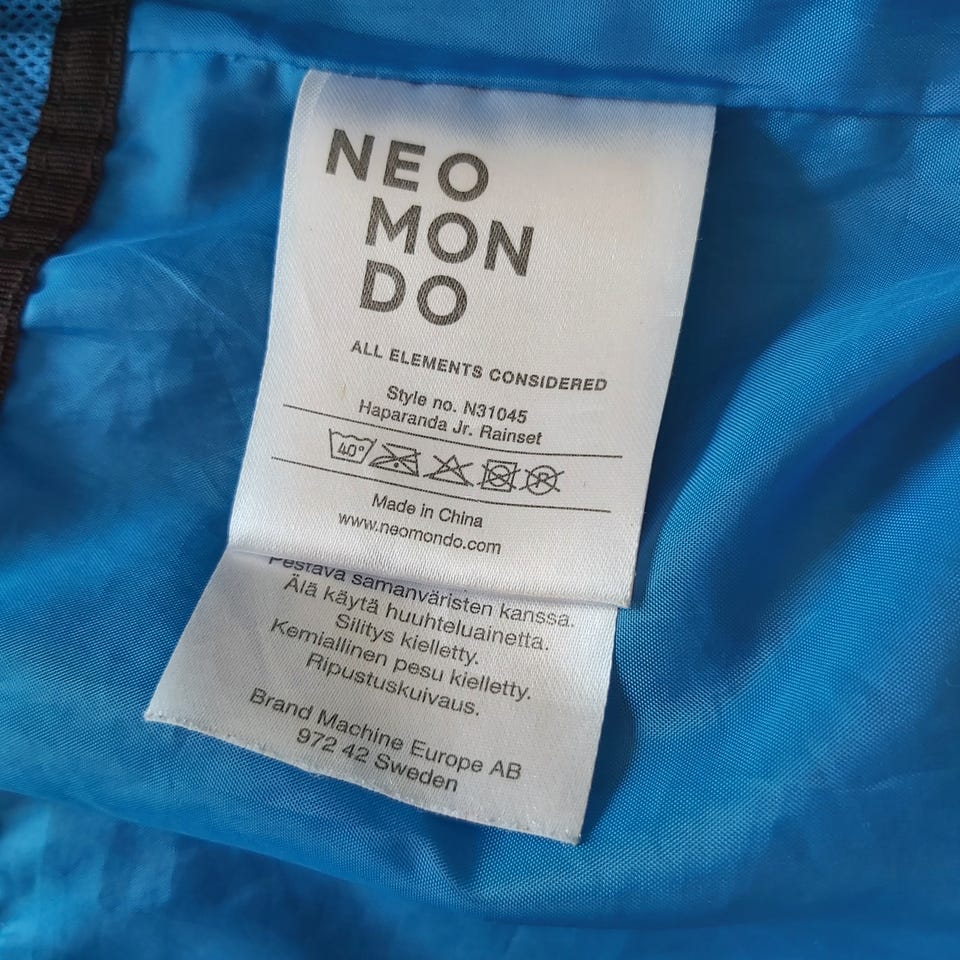 NEO
MON
DO
ALL ELEMENTS CONSIDERED
Style no. N31045
Haparanda Jr. Rainset
40°
P
Made in China
www.neomondo.com
Pestävä samanväristen kanssa.
Älä käytä huuhteluainetta.
Silitys kielletty.
Kemiallinen pesu kielletty.
Ripustuskuivaus.
Brand Machine Europe AB
972 42 Sweden